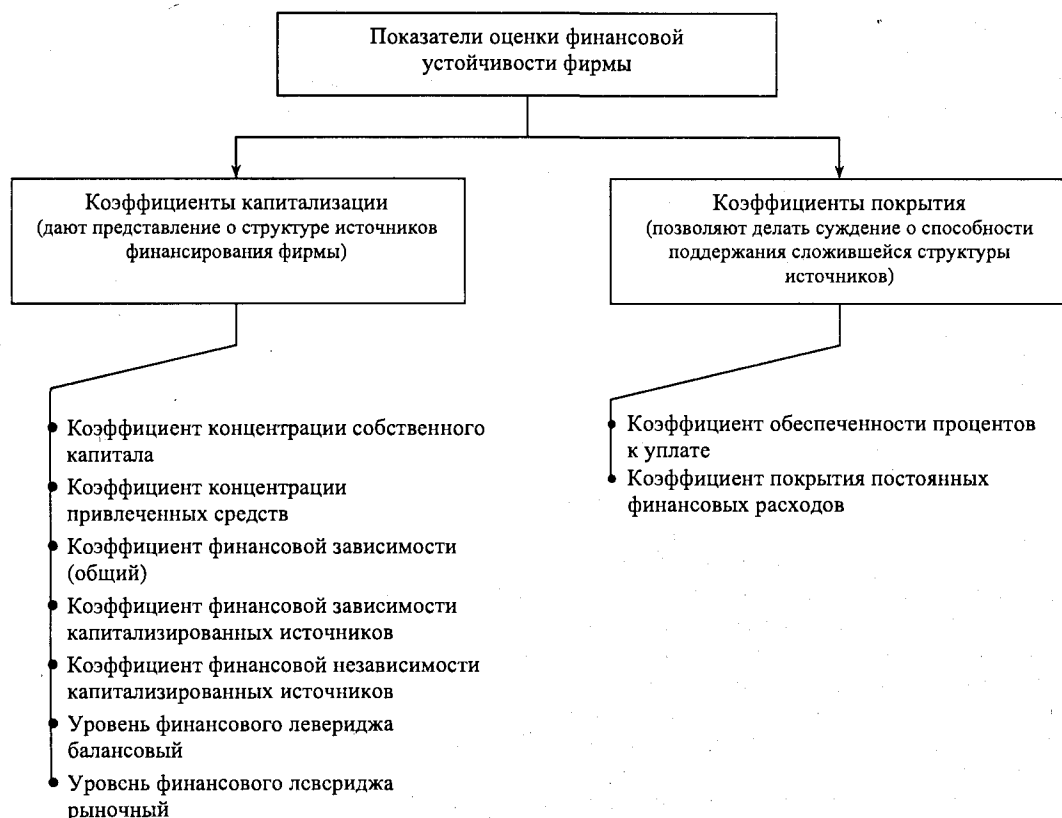 Показатели оценки финансовой
устойчивости фирмы
Коэффициенты капитализации
(дают представление о структуре источников
финансирования фирмы)
Коэффициенты покрытия
(позволяют делать суждение о способности
поддержания сложившейся структуры
источников)
Коэффициент концентрации собственного
капитала
Коэффициент концентрации
привлеченных средств
Коэффициент финансовой зависимости
(общий)
Коэффициент финансовой зависимости
капитализированных источников
Коэффициент финансовой независимости
капитализированных источников
Уровень финансового левериджа
балансовый
Уровень финансового левериджа
рыночный
Коэффициент обеспеченности процентов
к уплате
Коэффициент покрытия постоянных
финансовых расходов